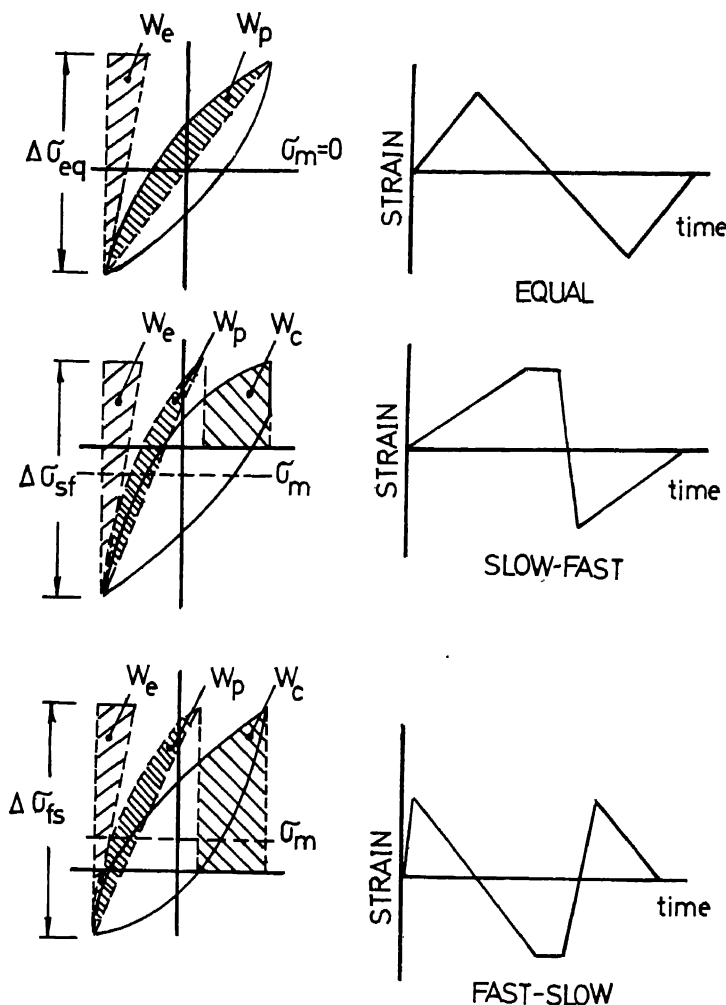 We Wp
Δσeq
σm=0
STRAIN
time
EQUAL
We Wp Wc
Δσsf
σm
STRAIN
time
SLOW-FAST
We Wp Wc
Δσfs
σm
STRAIN
time
FAST-SLOW